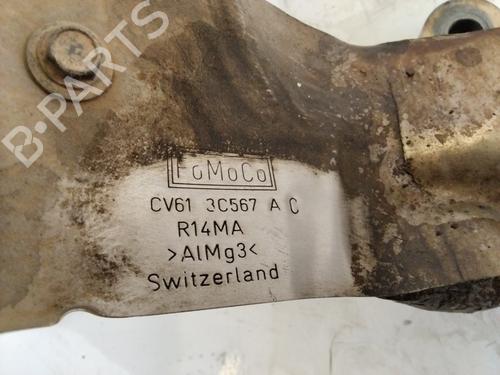 B-PARTS
FoMoCo
CV61 3C567 A C
R14MA
>AlMg3<
Switzerland